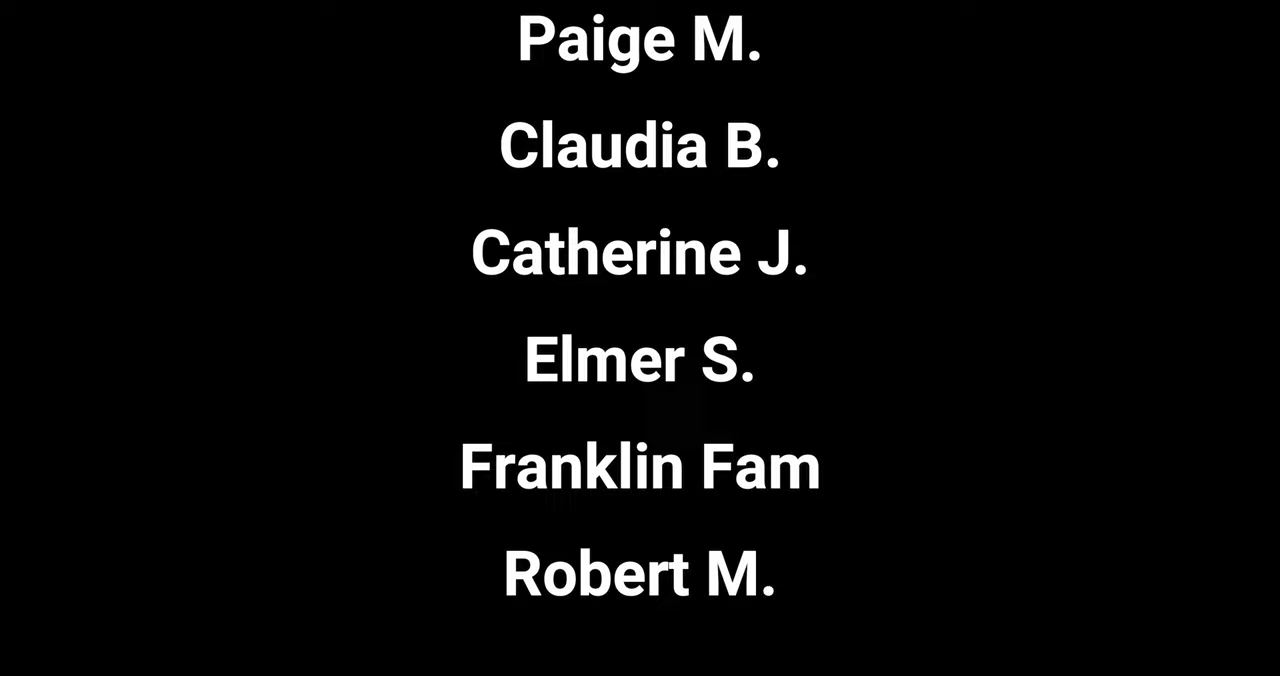 Paige M.
Claudia B.
Catherine J.
Elmer S.
Franklin Fam
Robert M.